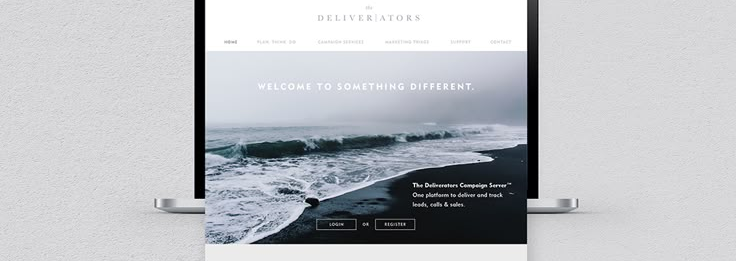 the
DELIVER|ATORS
HOME PLAN. THINK. DO. CAMPAIGN SERVICES MARKETING THINGS SUPPORT CONTACT
WELCOME TO SOMETHING DIFFERENT.
The Deliverators Campaign Server™
One platform to deliver and track
leads, calls & sales.
LOGIN OR REGISTER